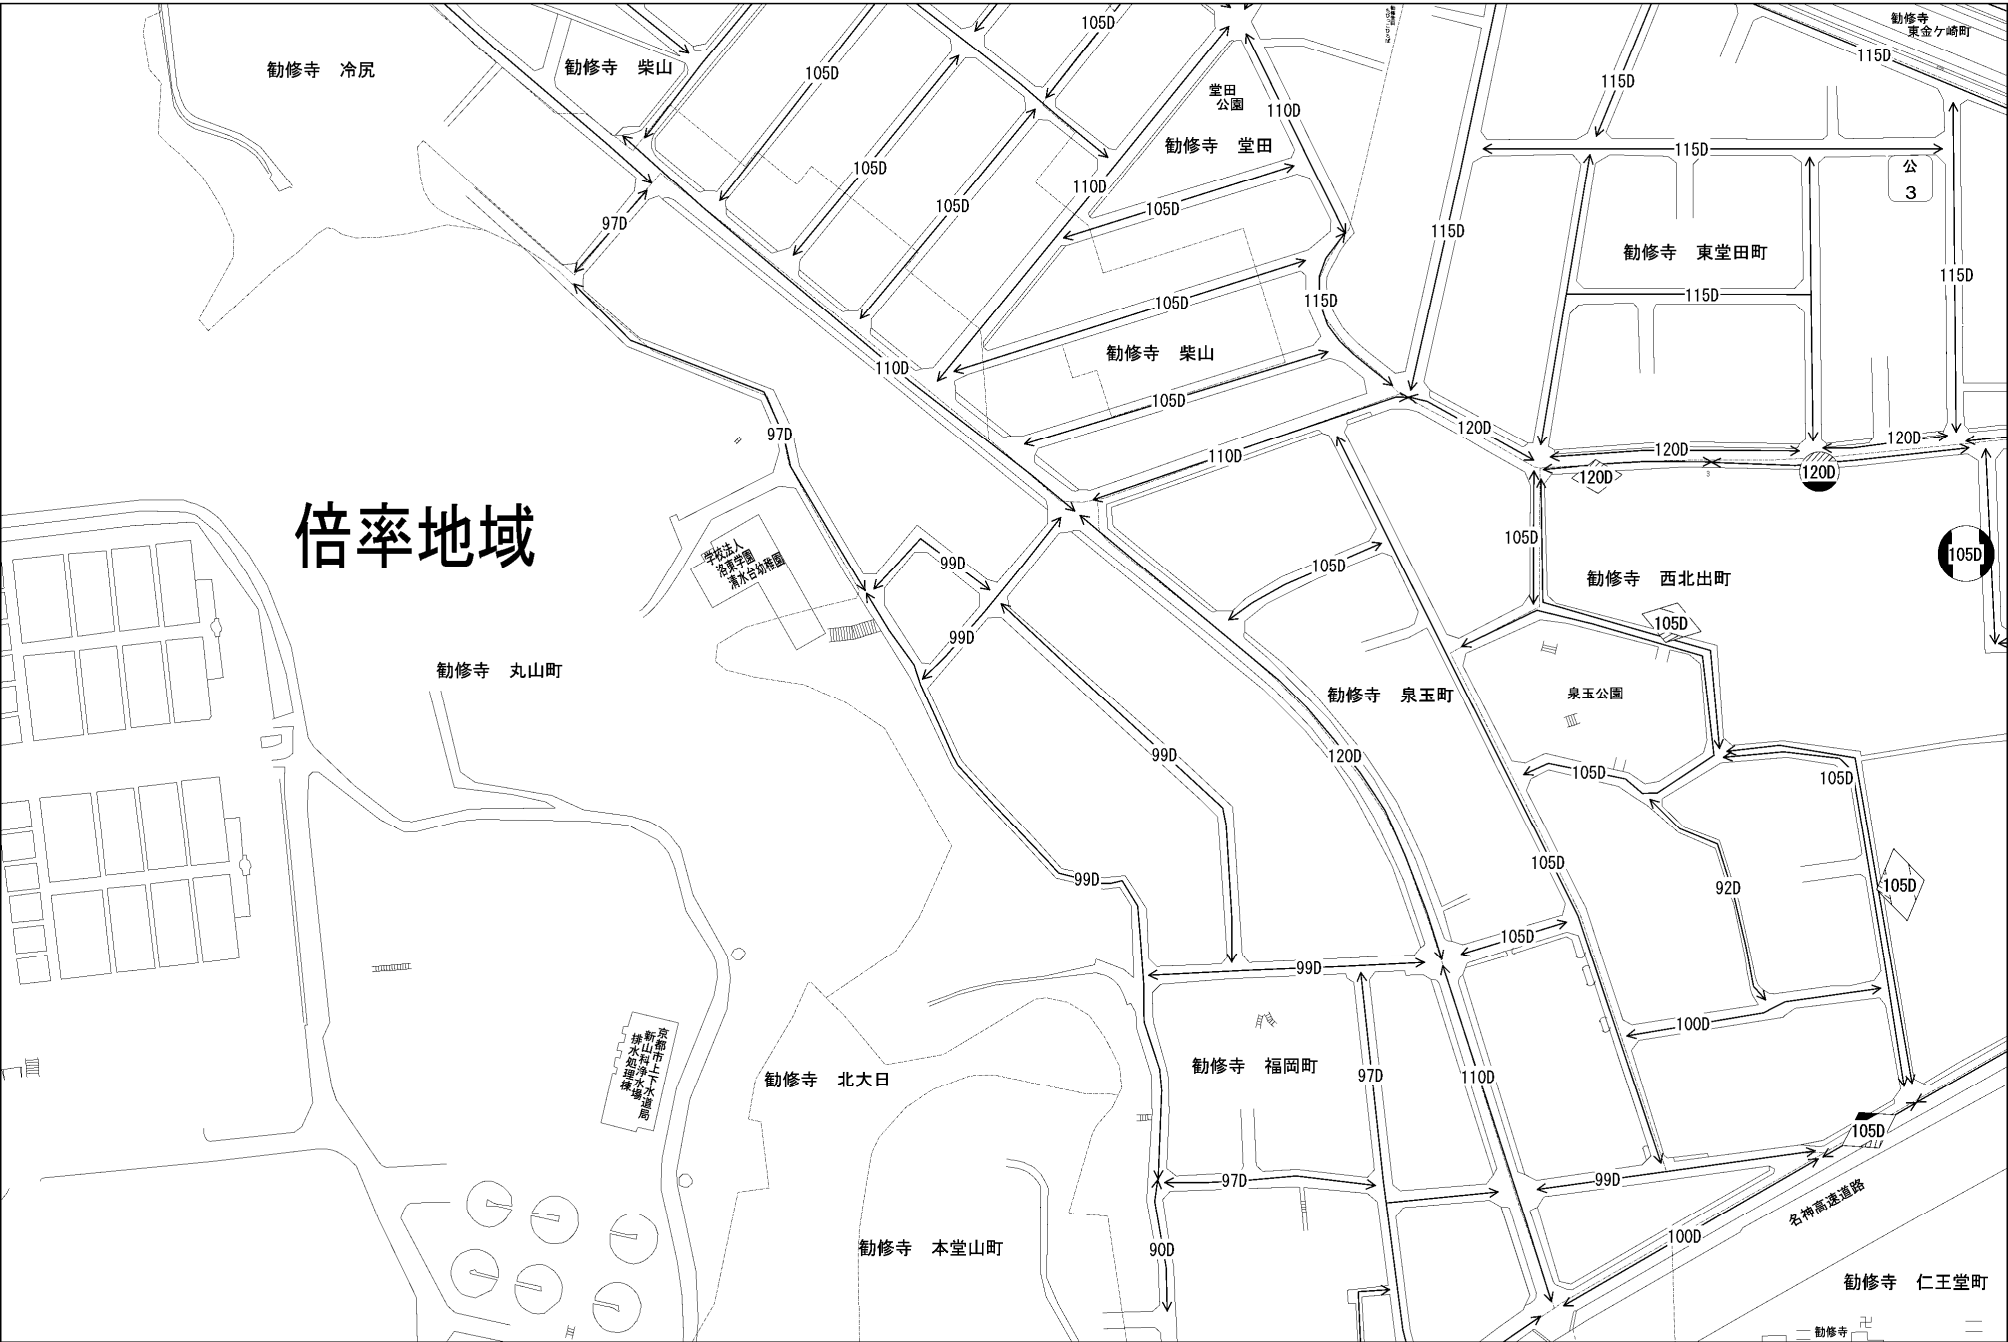 105D
勧修寺
東金ケ崎町
115D
勧修寺　冷尻
勧修寺　柴山
105D
115D
堂田
公園
110D
勧修寺　堂田
115D
公
3
105D
110D
105D
105D
97D
115D
勧修寺　東堂田町
115D
115D
115D
105D
勧修寺　柴山
110D
105D
97D
120D
120D
120D
110D
120D
120D
倍率地域
105D
105D
学校法人
洛東学園
清水台幼稚園
99D
105D
勧修寺　西北出町
105D
99D
勧修寺　丸山町
勧修寺　泉玉町
泉玉公園
99D
120D
105D
105D
105D
99D
92D
105D
105D
99D
100D
京都市上下水道局
新山科浄水場
排水処理棟
勧修寺　北大日
勧修寺　福岡町
97D
110D
105D
97D
99D
名神高速道路
勧修寺　本堂山町
90D
100D
勧修寺　仁王堂町
勧修寺